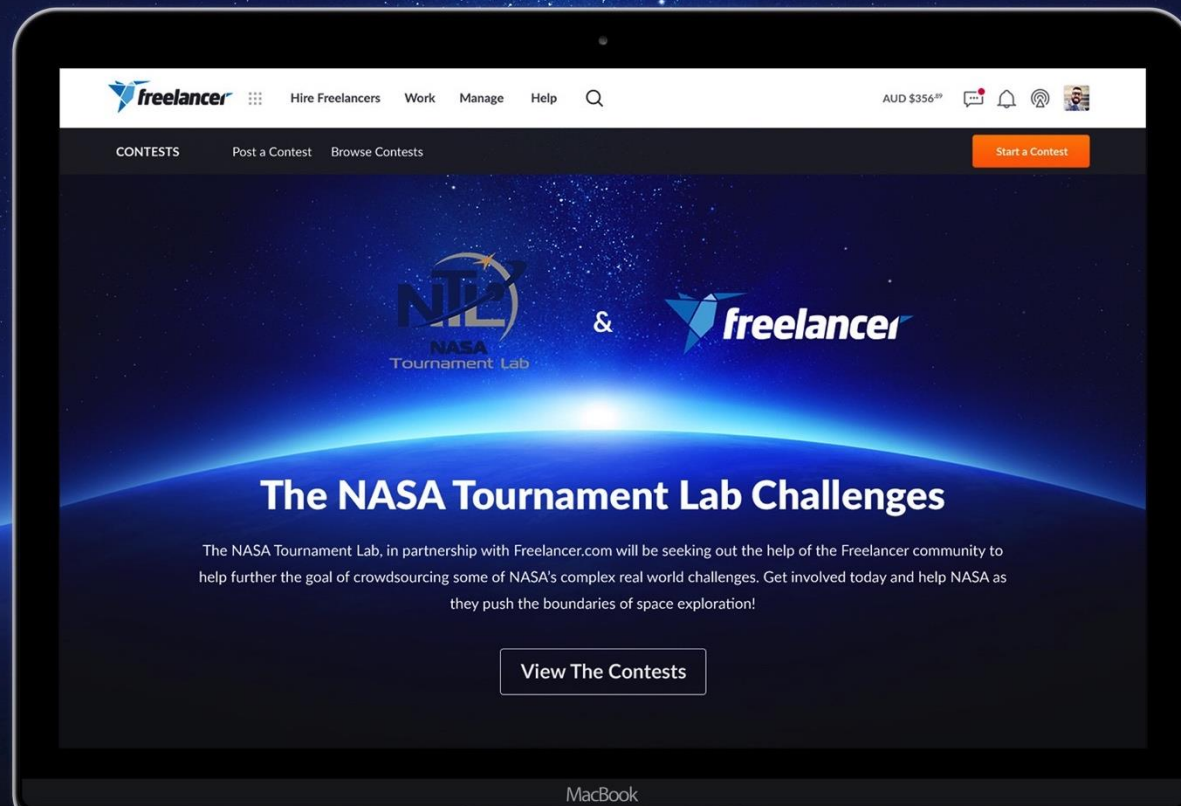 freelancer Hire Freelancers Work Manage Help AUD $356.89
CONTESTS Post a Contest Browse Contests Start a Contest
NTL & freelancer
NASA
Tournament Lab
The NASA Tournament Lab Challenges
The NASA Tournament Lab, in partnership with Freelancer.com will be seeking out the help of the Freelancer community to
help further the goal of crowdsourcing some of NASA's complex real world challenges. Get involved today and help NASA as
they push the boundaries of space exploration!
View The Contests
MacBook